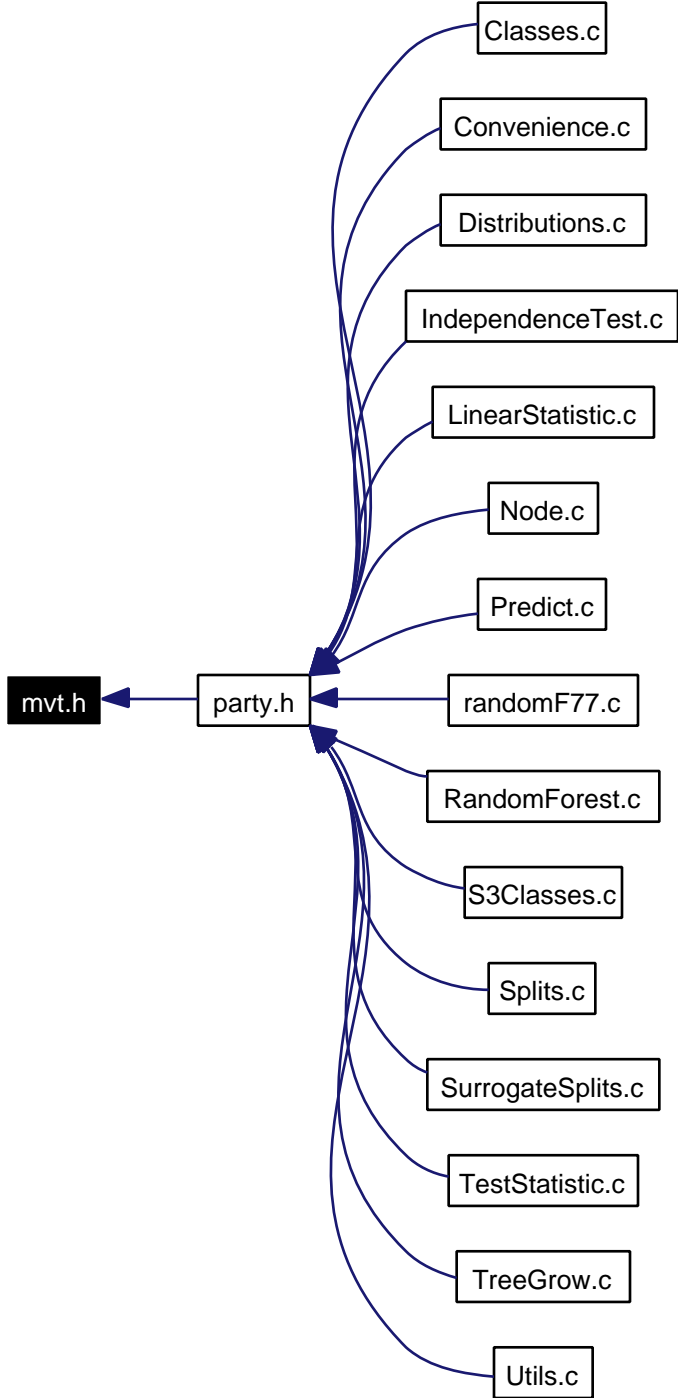 Classes.c
Convenience.c
Distributions.c
IndependenceTest.c
LinearStatistic.c
Node.c
Predict.c
mvt.h
party.h
randomF77.c
RandomForest.c
S3Classes.c
Splits.c
SurrogateSplits.c
TestStatistic.c
TreeGrow.c
Utils.c